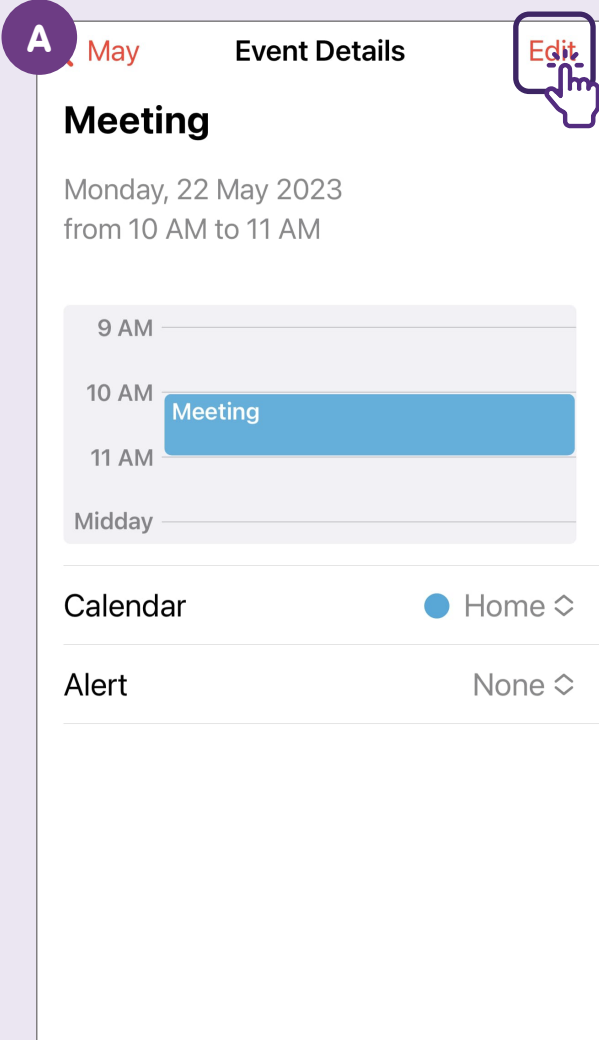 A
May
Event Details
Edit
Meeting
Monday, 22 May 2023
from 10 AM to 11 AM
9 AM
10 AM
Meeting
11 AM
Midday
Calendar
Home
Alert
None